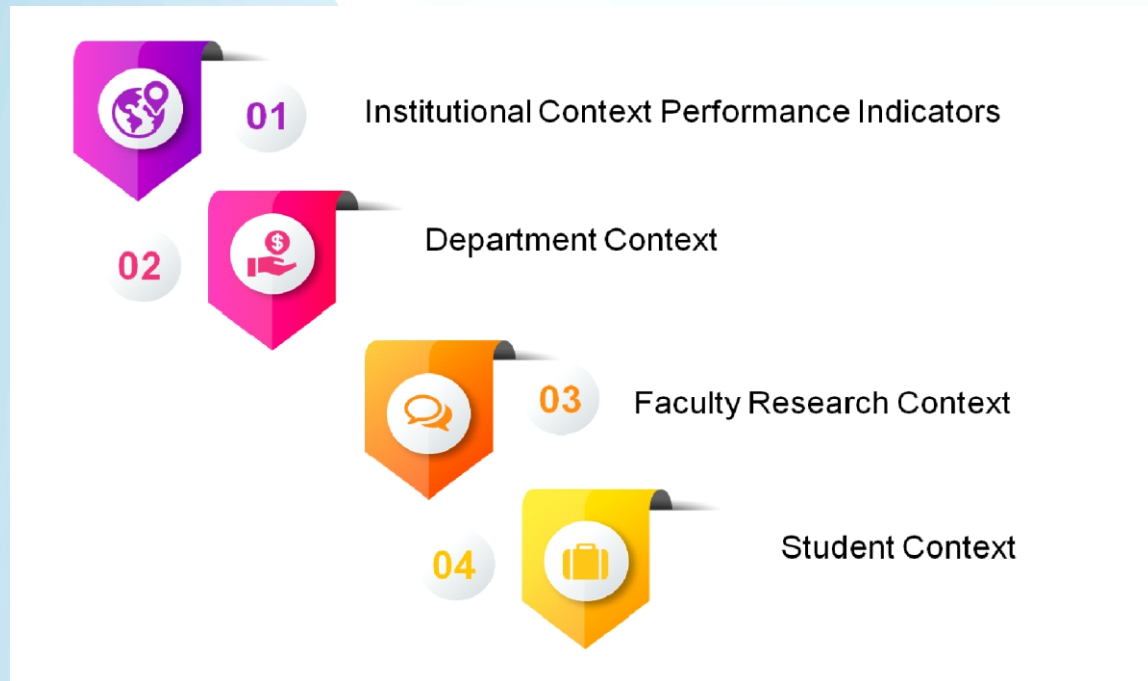 01
Institutional Context Performance Indicators
02
$
Department Context
03
Faculty Research Context
04
Student Context